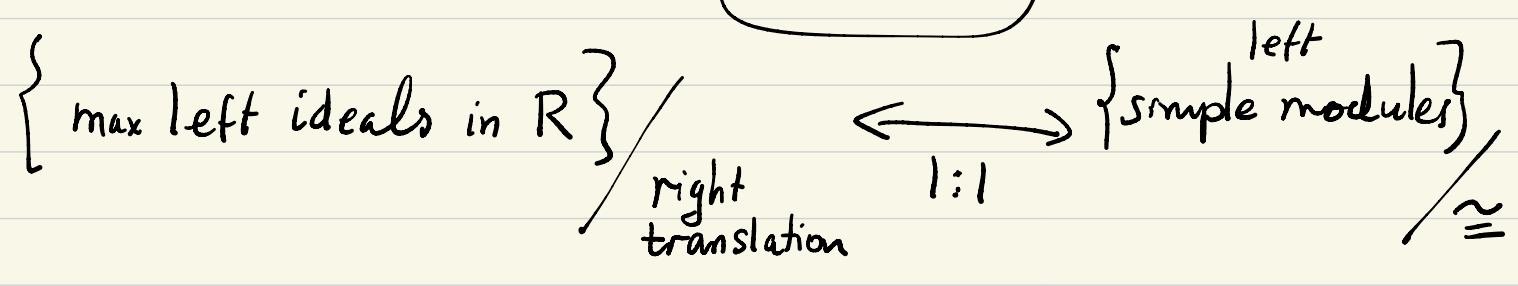 { max left ideals in R } / right translation ⟷ 1:1 { left simple modules } / ≅